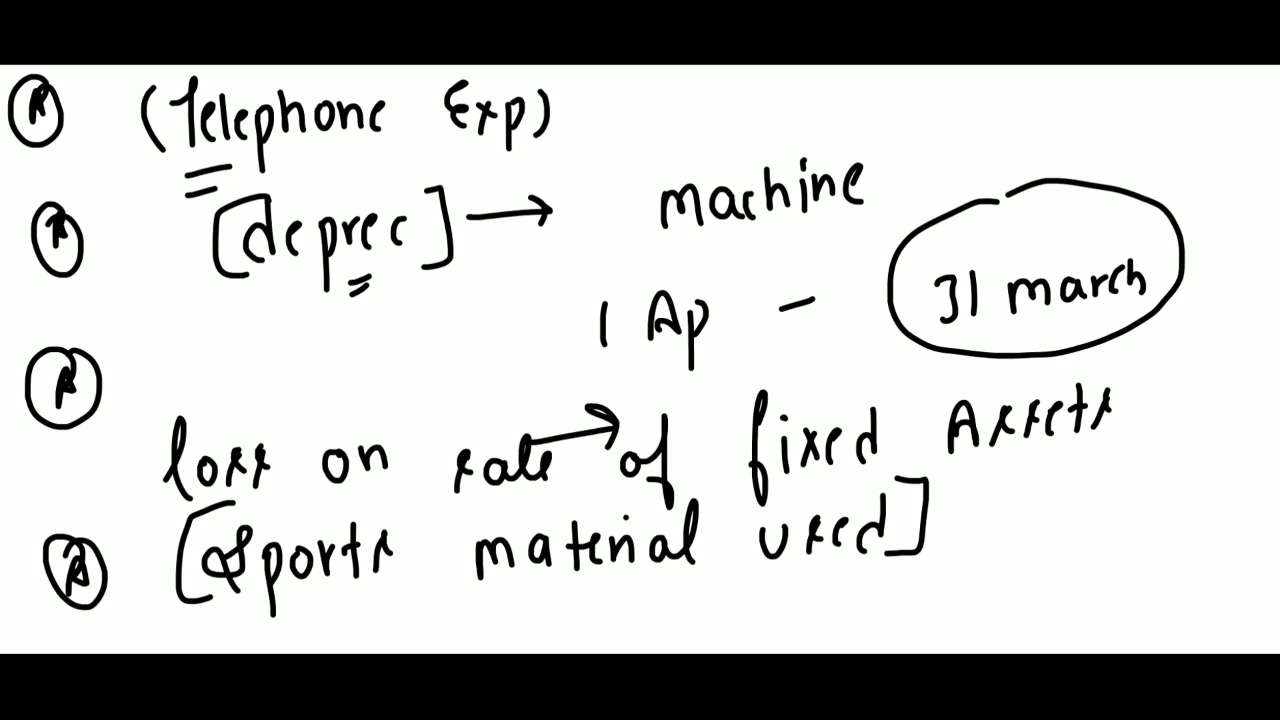 (Telephone Exp)
[deprec] → machine
1 Ap - 31 march
loss on sale → of fixed Assets
[Sports material used]